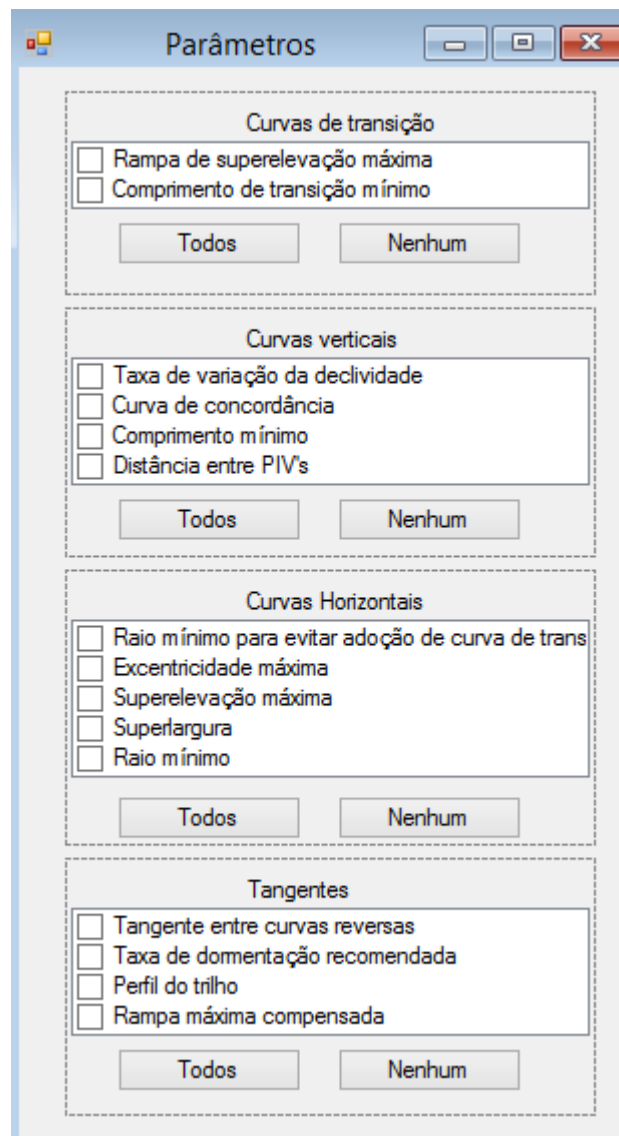 Parâmetros
Curvas de transição
Rampa de superelevação máxima
Comprimento de transição mínimo
Todos Nenhum
Curvas verticais
Taxa de variação da declividade
Curva de concordância
Comprimento mínimo
Distância entre PIV's
Todos Nenhum
Curvas Horizontais
Raio mínimo para evitar adoção de curva de trans
Excentricidade máxima
Superelevação máxima
Superlargura
Raio mínimo
Todos Nenhum
Tangentes
Tangente entre curvas reversas
Taxa de dormentação recomendada
Perfil do trilho
Rampa máxima compensada
Todos Nenhum